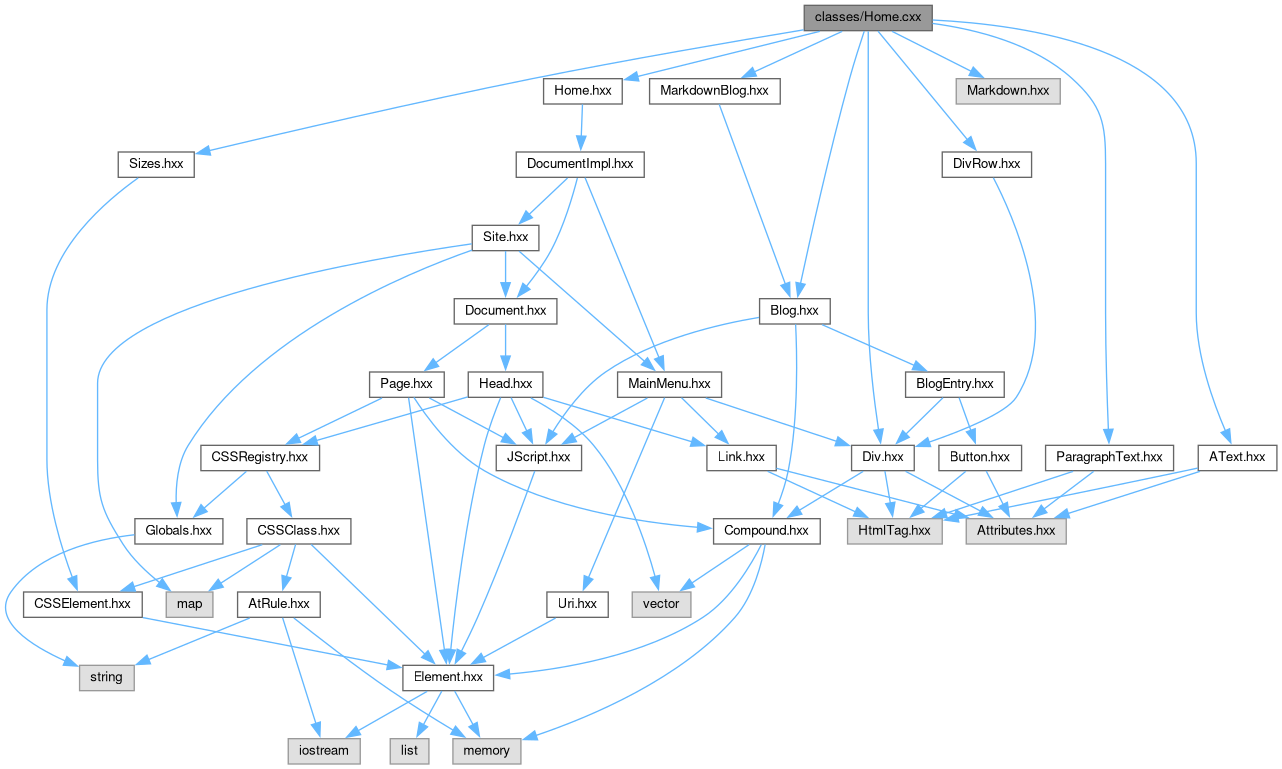 classes/Home.cxx
Home.hxx
MarkdownBlog.hxx
Markdown.hxx
Sizes.hxx
DocumentImpl.hxx
DivRow.hxx
Site.hxx
Document.hxx
Blog.hxx
Page.hxx
Head.hxx
MainMenu.hxx
BlogEntry.hxx
CSSRegistry.hxx
JScript.hxx
Link.hxx
Div.hxx
Button.hxx
ParagraphText.hxx
AText.hxx
Globals.hxx
CSSClass.hxx
Compound.hxx
HtmlTag.hxx
Attributes.hxx
CSSElement.hxx
map
AtRule.hxx
Uri.hxx
vector
string
Element.hxx
iostream
list
memory